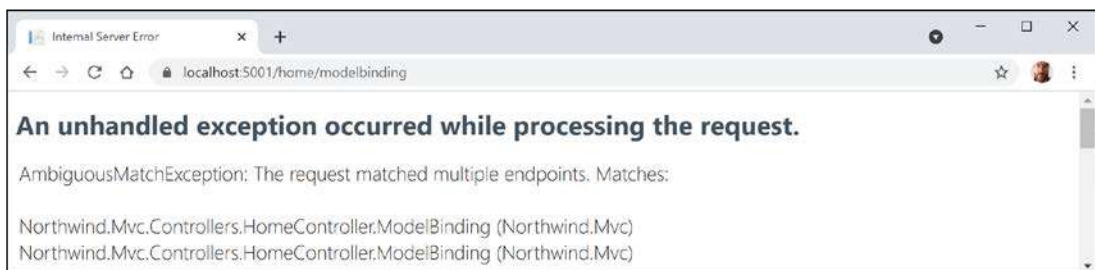 Internal Server Error
localhost:5001/home/modelbinding
An unhandled exception occurred while processing the request.
AmbiguousMatchException: The request matched multiple endpoints. Matches:
Northwind.Mvc.Controllers.HomeController.ModelBinding (Northwind.Mvc)
Northwind.Mvc.Controllers.HomeController.ModelBinding (Northwind.Mvc)